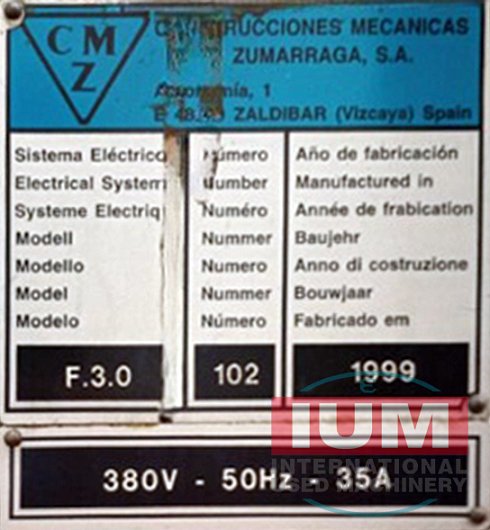 CMZ
CONSTRUCCIONES MECANICAS
ZUMARRAGA, S.A.
Autonomía, 1
ZALDIBAR (Vizcaya) Spain
Sistema Eléctrico Número Año de fabricación
Electrical System Number Manufactured in
Systeme Electriq Numéro Année de frabication
Modell Nummer Baujehr
Modello Numero Anno di costruzione
Model Nummer Bouwjaar
Modelo Número Fabricado em
F.3.0 102 1999
380V - 50Hz - 35A
IUM
INTERNATIONAL
USED MACHINERY